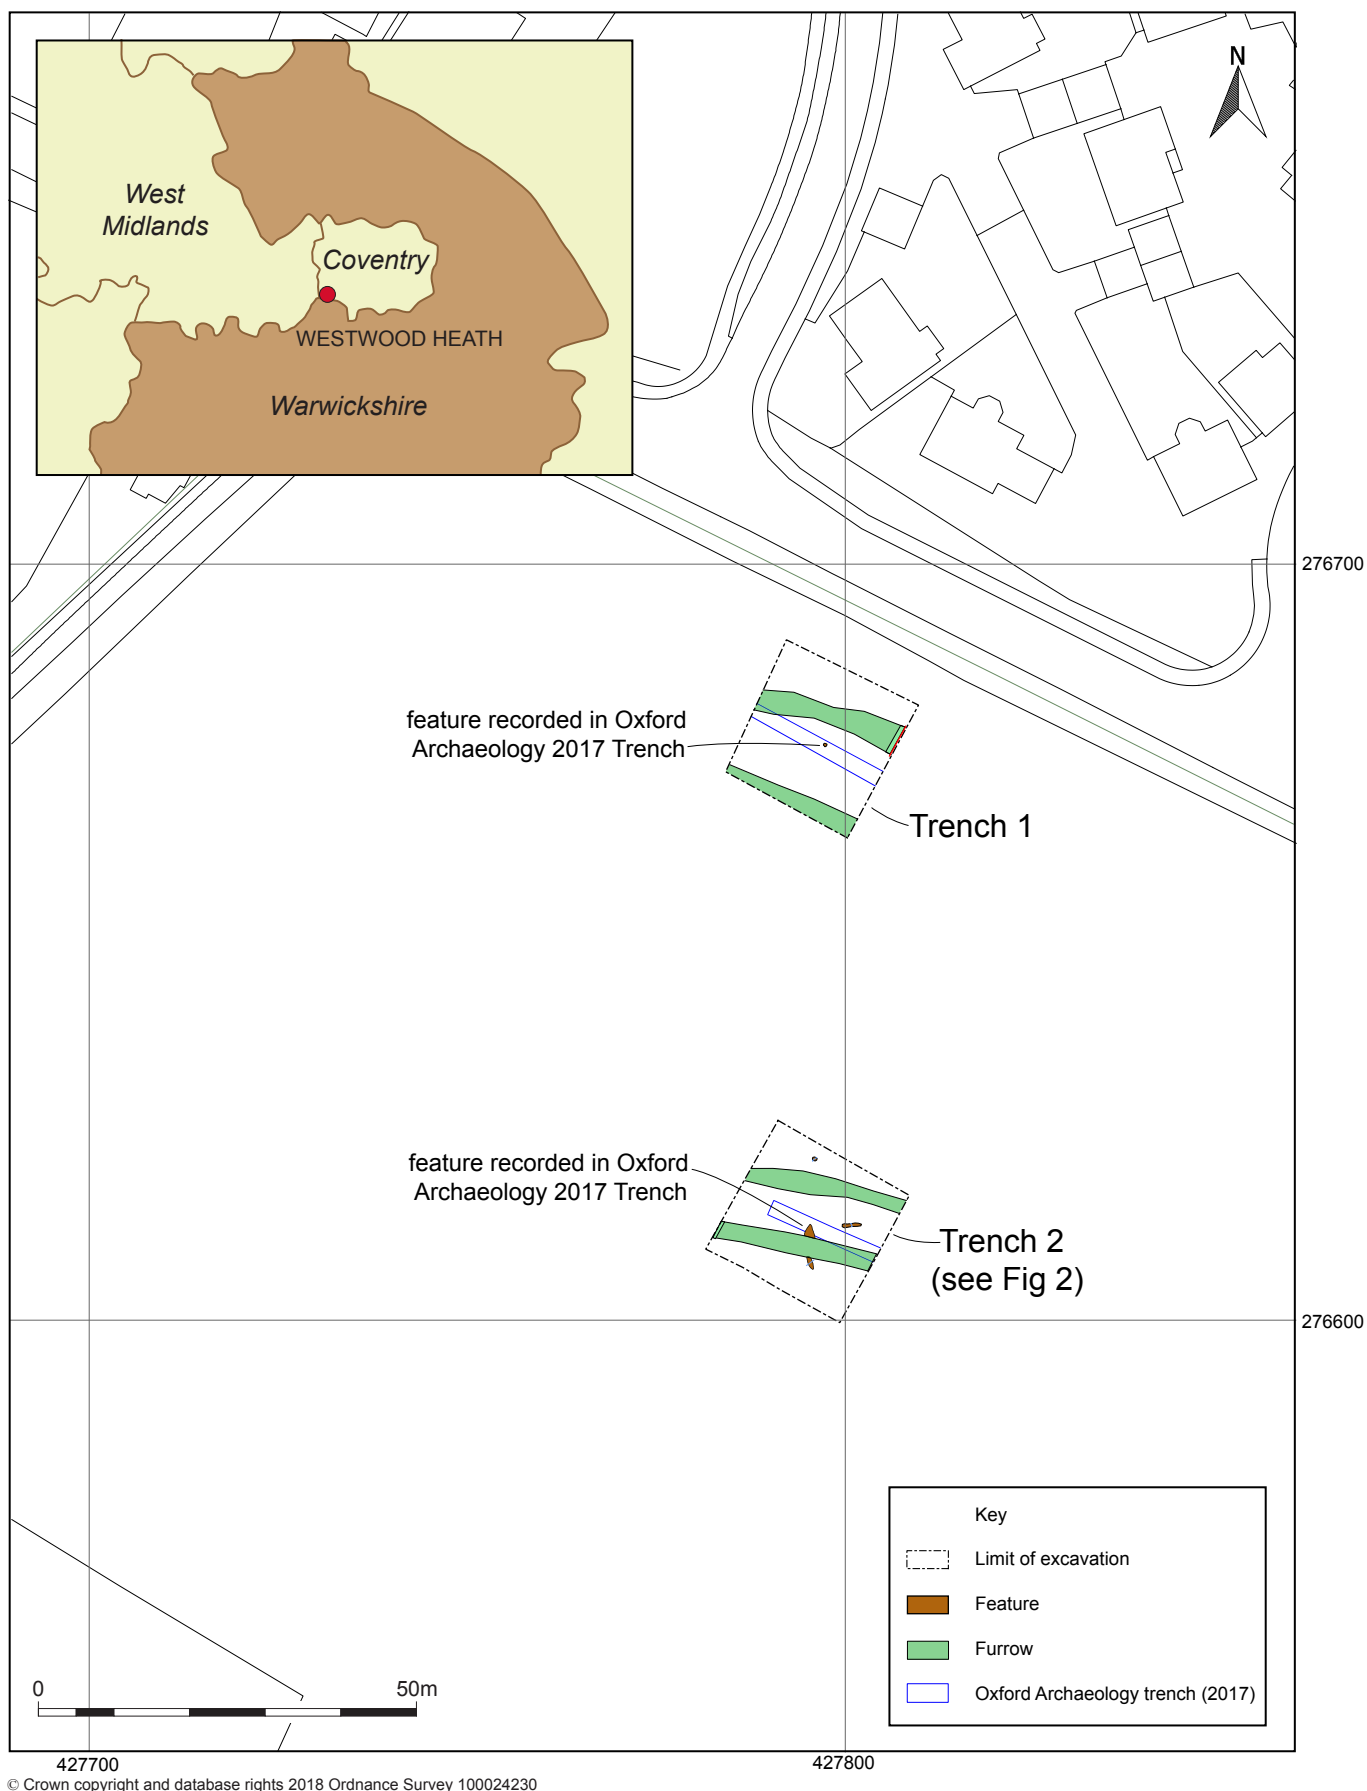 N
West
Midlands
Coventry
WESTWOOD HEATH
Warwickshire
276700
feature recorded in Oxford
Archaeology 2017 Trench
Trench 1
feature recorded in Oxford
Archaeology 2017 Trench
Trench 2
(see Fig 2)
276600
Key
Limit of excavation
Feature
Furrow
Oxford Archaeology trench (2017)
0 50m
427700 427800
© Crown copyright and database rights 2018 Ordnance Survey 100024230